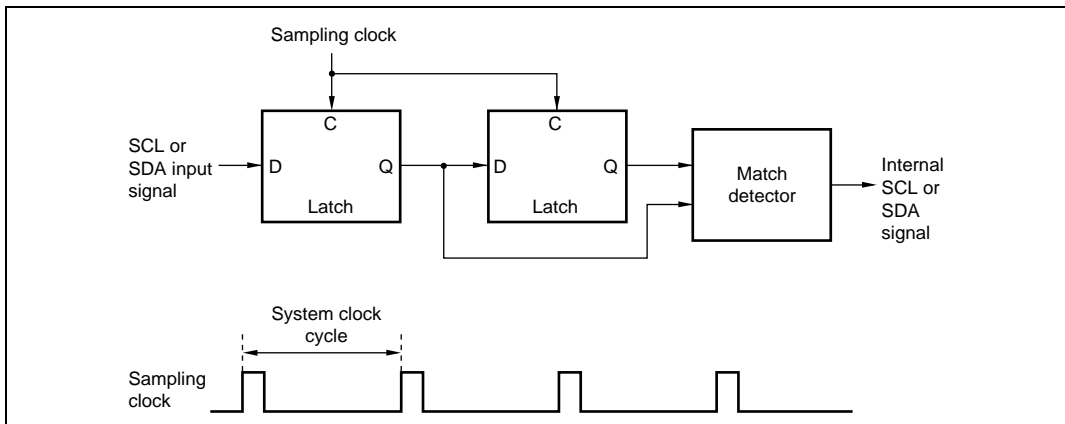 Sampling clock
SCL or
SDA input
signal
D
C
Q
Latch
D
C
Q
Latch
Match
detector
Internal
SCL or
SDA
signal
System clock
cycle
Sampling
clock